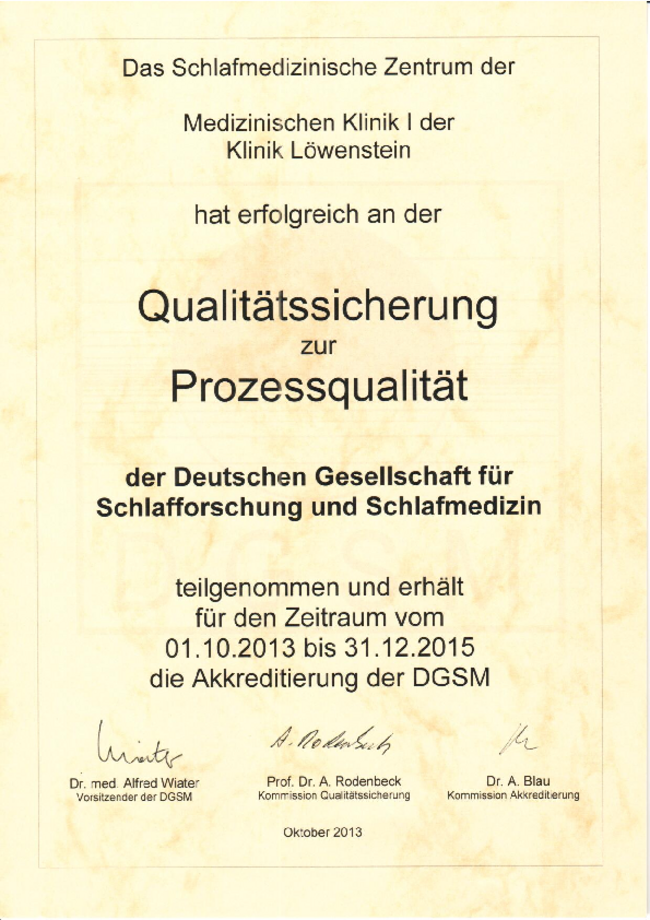 Das Schlafmedizinische Zentrum der
Medizinischen Klinik I der
Klinik Löwenstein
hat erfolgreich an der
Qualitätssicherung
zur
Prozessqualität
der Deutschen Gesellschaft für
Schlafforschung und Schlafmedizin
DGSM
teilgenommen und erhält
für den Zeitraum vom
01.10.2013 bis 31.12.2015
die Akkreditierung der DGSM
Wiater A. Rodenbeck
Dr. med. Alfred Wiater Prof. Dr. A. Rodenbeck Dr. A. Blau
Vorsitzender der DGSM Kommission Qualitätssicherung Kommission Akkreditierung
Oktober 2013